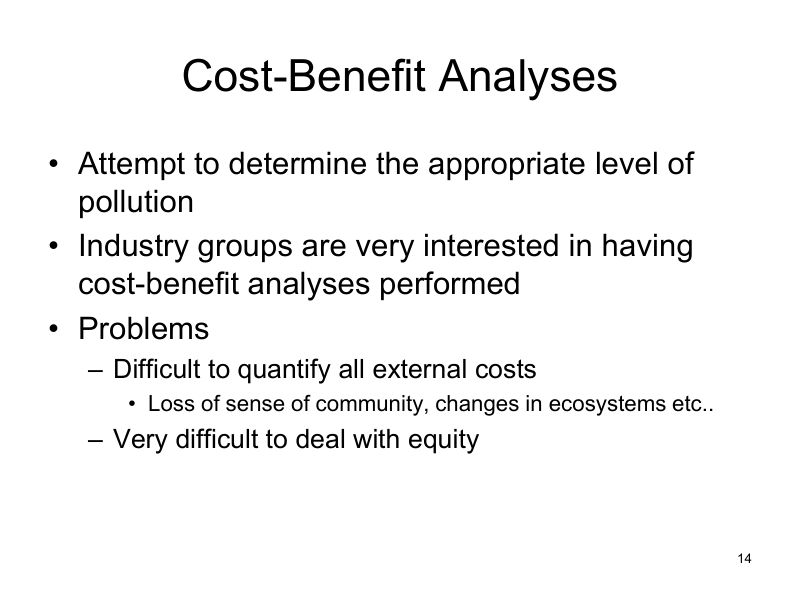 Cost-Benefit Analyses
• Attempt to determine the appropriate level of
pollution
• Industry groups are very interested in having
cost-benefit analyses performed
• Problems
– Difficult to quantify all external costs
• Loss of sense of community, changes in ecosystems etc..
– Very difficult to deal with equity
14